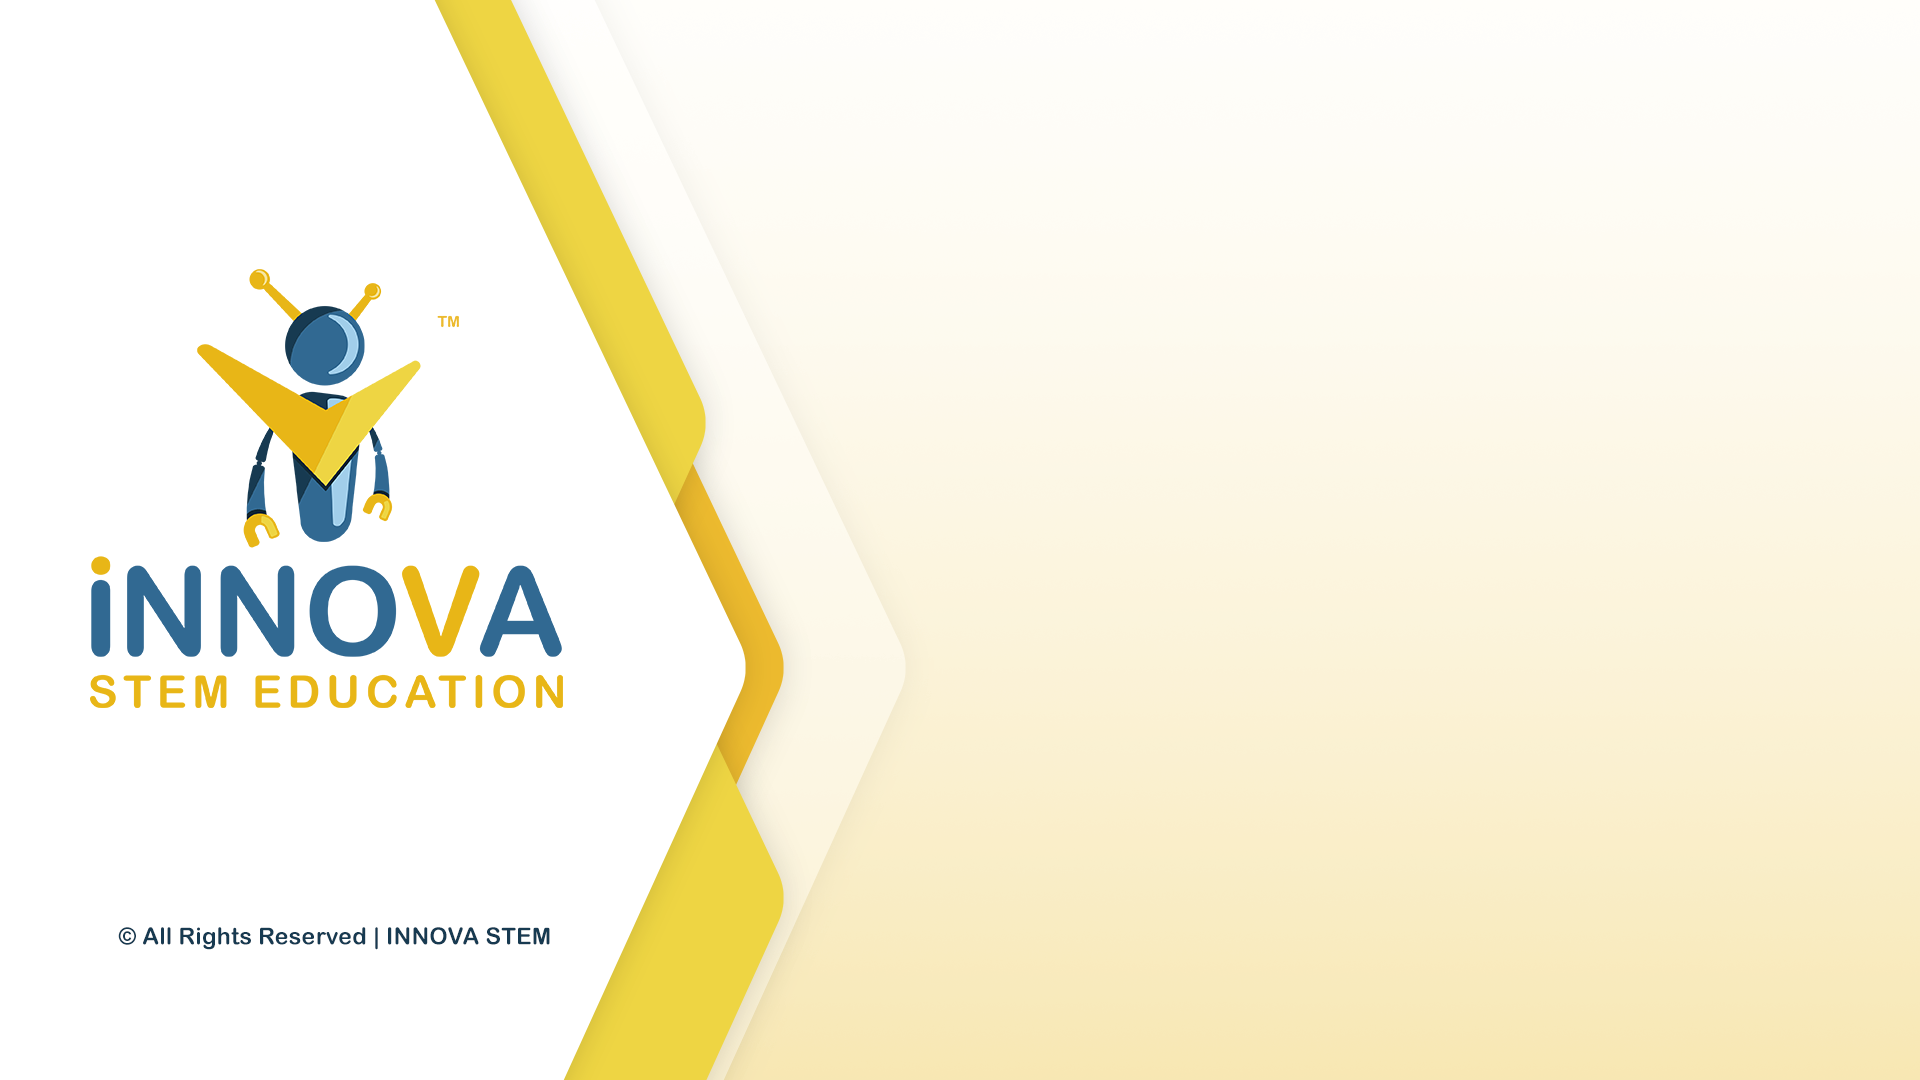 TM
iNNOVA
STEM EDUCATION
© All Rights Reserved | INNOVA STEM